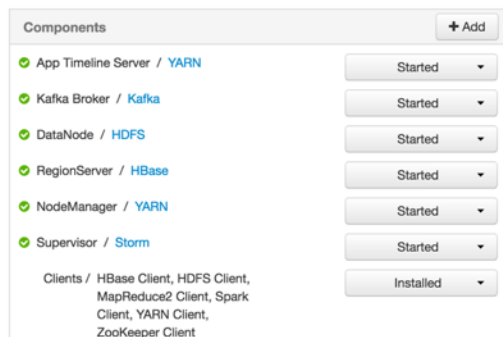 Components + Add
App Timeline Server / YARN Started
Kafka Broker / Kafka Started
DataNode / HDFS Started
RegionServer / HBase Started
NodeManager / YARN Started
Supervisor / Storm Started
Clients / HBase Client, HDFS Client, Installed
MapReduce2 Client, Spark
Client, YARN Client,
ZooKeeper Client